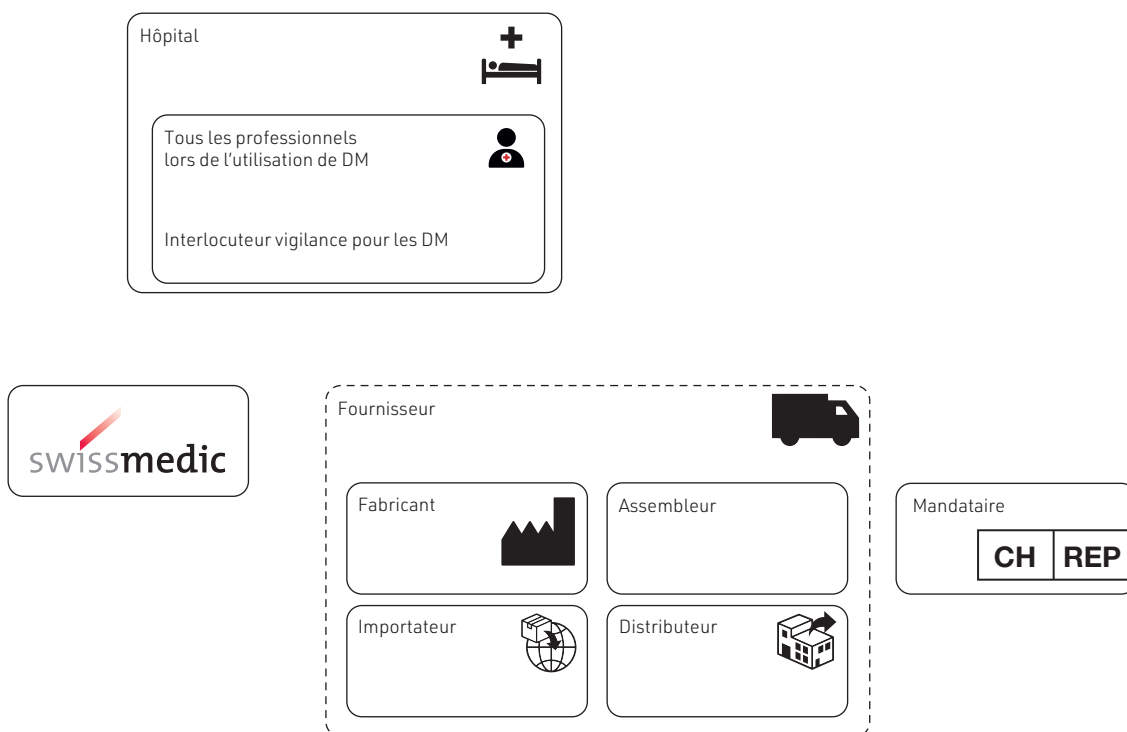 Hôpital
Tous les professionnels
lors de l'utilisation de DM
Interlocuteur vigilance pour les DM
swissmedic
Fournisseur
Fabricant
Assembleur
Importateur
Distributeur
Mandataire
CH REP